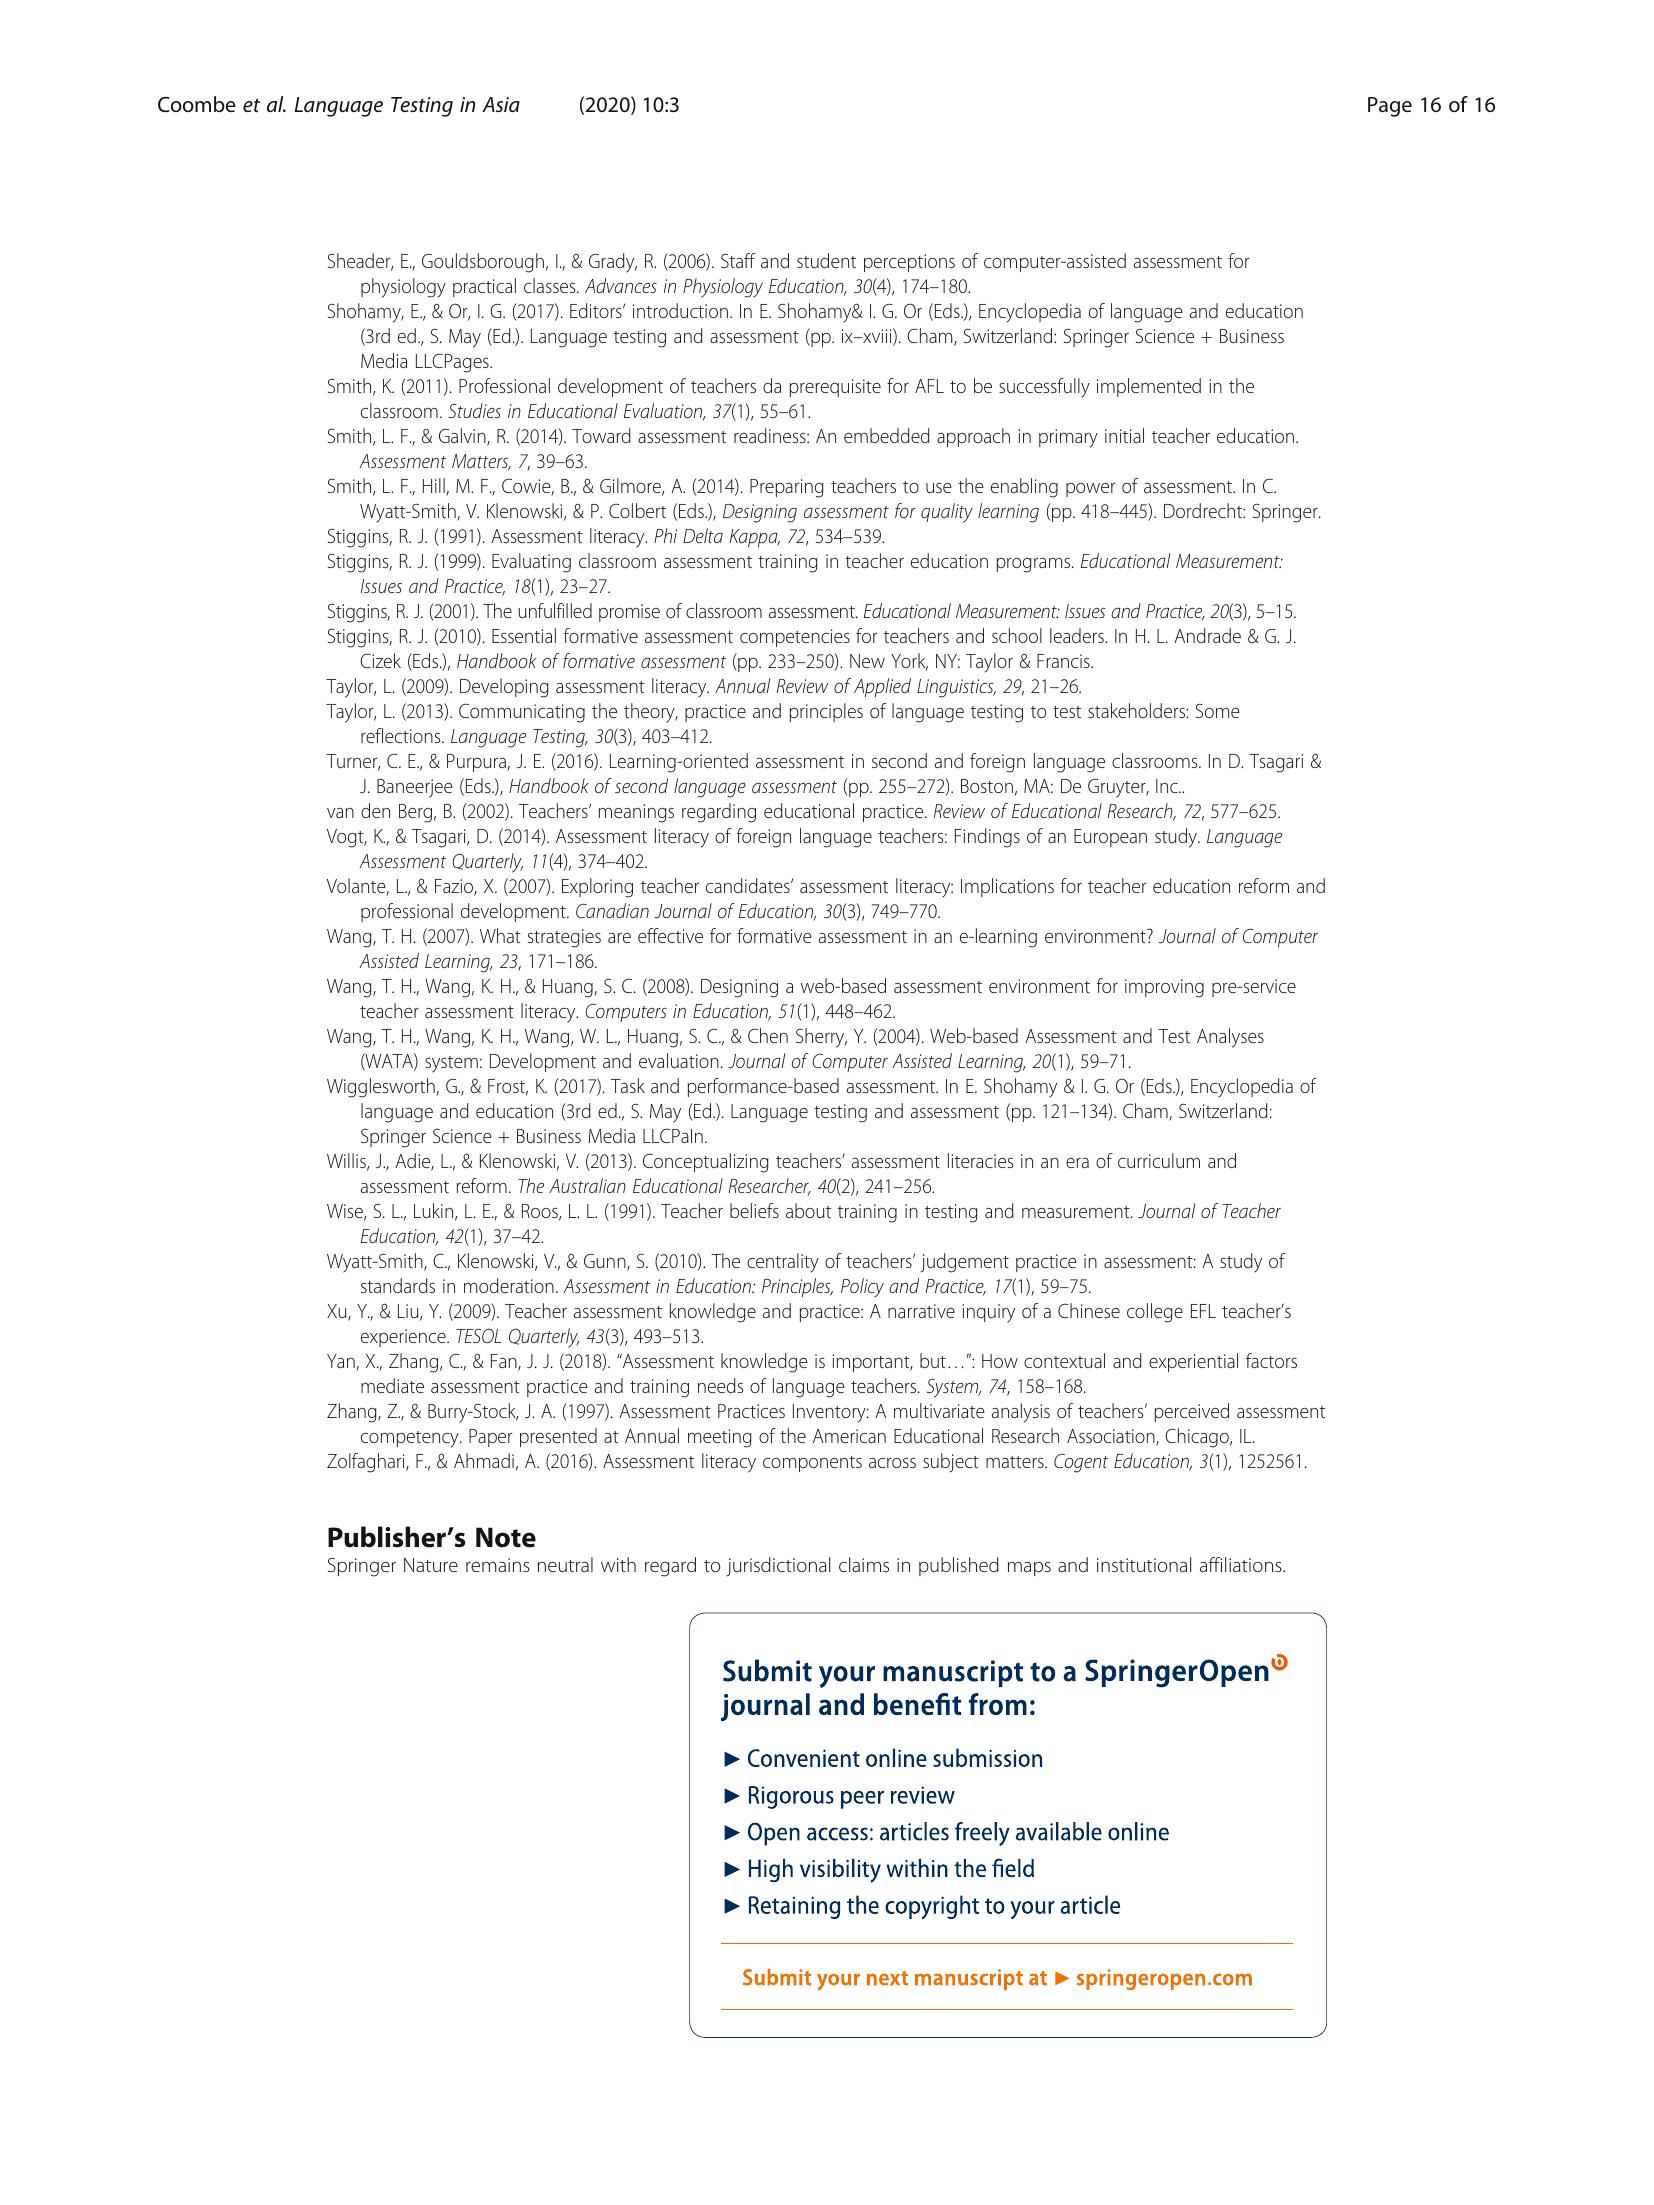 Coombe et al. Language Testing in Asia (2020) 10:3 Page 16 of 16
Sheader, E., Gouldsborough, I., & Grady, R. (2006). Staff and student perceptions of computer-assisted assessment for
physiology practical classes. Advances in Physiology Education, 30(4), 174–180.
Shohamy, E., & Or, I. G. (2017). Editors’ introduction. In E. Shohamy& I. G. Or (Eds.), Encyclopedia of language and education
(3rd ed., S. May (Ed.). Language testing and assessment (pp. ix–xviii). Cham, Switzerland: Springer Science + Business
Media LLCPages.
Smith, K. (2011). Professional development of teachers da prerequisite for AFL to be successfully implemented in the
classroom. Studies in Educational Evaluation, 37(1), 55–61.
Smith, L. F., & Galvin, R. (2014). Toward assessment readiness: An embedded approach in primary initial teacher education.
Assessment Matters, 7, 39–63.
Smith, L. F., Hill, M. F., Cowie, B., & Gilmore, A. (2014). Preparing teachers to use the enabling power of assessment. In C.
Wyatt-Smith, V. Klenowski, & P. Colbert (Eds.), Designing assessment for quality learning (pp. 418–445). Dordrecht: Springer.
Stiggins, R. J. (1991). Assessment literacy. Phi Delta Kappa, 72, 534–539.
Stiggins, R. J. (1999). Evaluating classroom assessment training in teacher education programs. Educational Measurement:
Issues and Practice, 18(1), 23–27.
Stiggins, R. J. (2001). The unfulfilled promise of classroom assessment. Educational Measurement: Issues and Practice, 20(3), 5–15.
Stiggins, R. J. (2010). Essential formative assessment competencies for teachers and school leaders. In H. L. Andrade & G. J.
Cizek (Eds.), Handbook of formative assessment (pp. 233–250). New York, NY: Taylor & Francis.
Taylor, L. (2009). Developing assessment literacy. Annual Review of Applied Linguistics, 29, 21–26.
Taylor, L. (2013). Communicating the theory, practice and principles of language testing to test stakeholders: Some
reflections. Language Testing, 30(3), 403–412.
Turner, C. E., & Purpura, J. E. (2016). Learning-oriented assessment in second and foreign language classrooms. In D. Tsagari &
J. Baneerjee (Eds.), Handbook of second language assessment (pp. 255–272). Boston, MA: De Gruyter, Inc..
van den Berg, B. (2002). Teachers’ meanings regarding educational practice. Review of Educational Research, 72, 577–625.
Vogt, K., & Tsagari, D. (2014). Assessment literacy of foreign language teachers: Findings of an European study. Language
Assessment Quarterly, 11(4), 374–402.
Volante, L., & Fazio, X. (2007). Exploring teacher candidates’ assessment literacy: Implications for teacher education reform and
professional development. Canadian Journal of Education, 30(3), 749–770.
Wang, T. H. (2007). What strategies are effective for formative assessment in an e-learning environment? Journal of Computer
Assisted Learning, 23, 171–186.
Wang, T. H., Wang, K. H., & Huang, S. C. (2008). Designing a web-based assessment environment for improving pre-service
teacher assessment literacy. Computers in Education, 51(1), 448–462.
Wang, T. H., Wang, K. H., Wang, W. L., Huang, S. C., & Chen Sherry, Y. (2004). Web-based Assessment and Test Analyses
(WATA) system: Development and evaluation. Journal of Computer Assisted Learning, 20(1), 59–71.
Wigglesworth, G., & Frost, K. (2017). Task and performance-based assessment. In E. Shohamy & I. G. Or (Eds.), Encyclopedia of
language and education (3rd ed., S. May (Ed.). Language testing and assessment (pp. 121–134). Cham, Switzerland:
Springer Science + Business Media LLCPaln.
Willis, J., Adie, L., & Klenowski, V. (2013). Conceptualizing teachers’ assessment literacies in an era of curriculum and
assessment reform. The Australian Educational Researcher, 40(2), 241–256.
Wise, S. L., Lukin, L. E., & Roos, L. L. (1991). Teacher beliefs about training in testing and measurement. Journal of Teacher
Education, 42(1), 37–42.
Wyatt-Smith, C., Klenowski, V., & Gunn, S. (2010). The centrality of teachers’ judgement practice in assessment: A study of
standards in moderation. Assessment in Education: Principles, Policy and Practice, 17(1), 59–75.
Xu, Y., & Liu, Y. (2009). Teacher assessment knowledge and practice: A narrative inquiry of a Chinese college EFL teacher’s
experience. TESOL Quarterly, 43(3), 493–513.
Yan, X., Zhang, C., & Fan, J. J. (2018). “Assessment knowledge is important, but…”: How contextual and experiential factors
mediate assessment practice and training needs of language teachers. System, 74, 158–168.
Zhang, Z., & Burry-Stock, J. A. (1997). Assessment Practices Inventory: A multivariate analysis of teachers’ perceived assessment
competency. Paper presented at Annual meeting of the American Educational Research Association, Chicago, IL.
Zolfaghari, F., & Ahmadi, A. (2016). Assessment literacy components across subject matters. Cogent Education, 3(1), 1252561.
Publisher’s Note
Springer Nature remains neutral with regard to jurisdictional claims in published maps and institutional affiliations.
Submit your manuscript to a SpringerOpen
journal and benefit from:
► Convenient online submission
► Rigorous peer review
► Open access: articles freely available online
► High visibility within the field
► Retaining the copyright to your article
Submit your next manuscript at ► springeropen.com